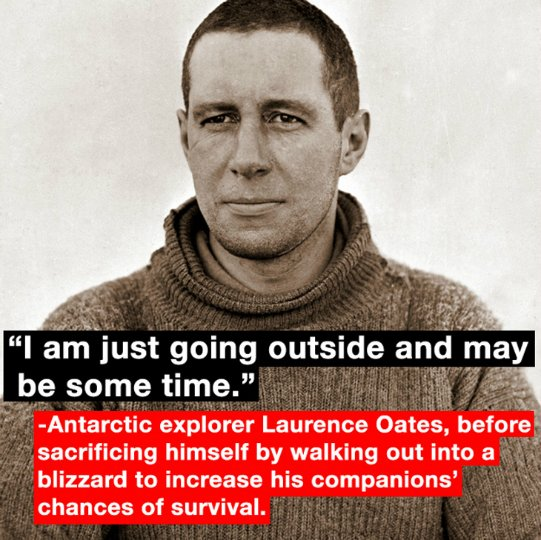 “I am just going outside and may
be some time.”
-Antarctic explorer Laurence Oates, before
sacrificing himself by walking out into a
blizzard to increase his companions’
chances of survival.